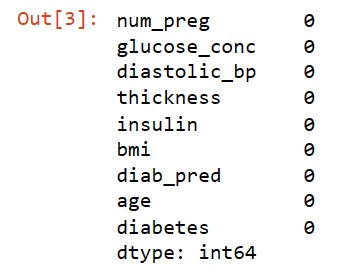 Out[3]: num_preg 0
glucose_conc 0
diastolic_bp 0
thickness 0
insulin 0
bmi 0
diab_pred 0
age 0
diabetes 0
dtype: int64